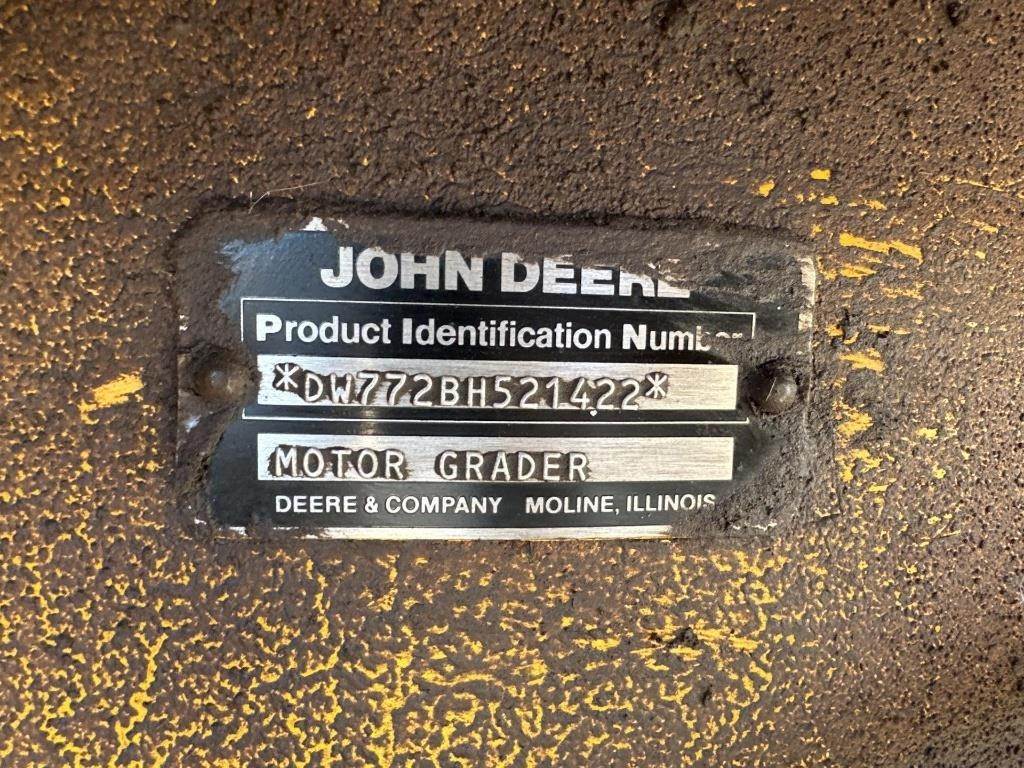 JOHN DEERE
Product Identification Number
*DW772BH521422*
MOTOR GRADER
DEERE & COMPANY MOLINE, ILLINOIS